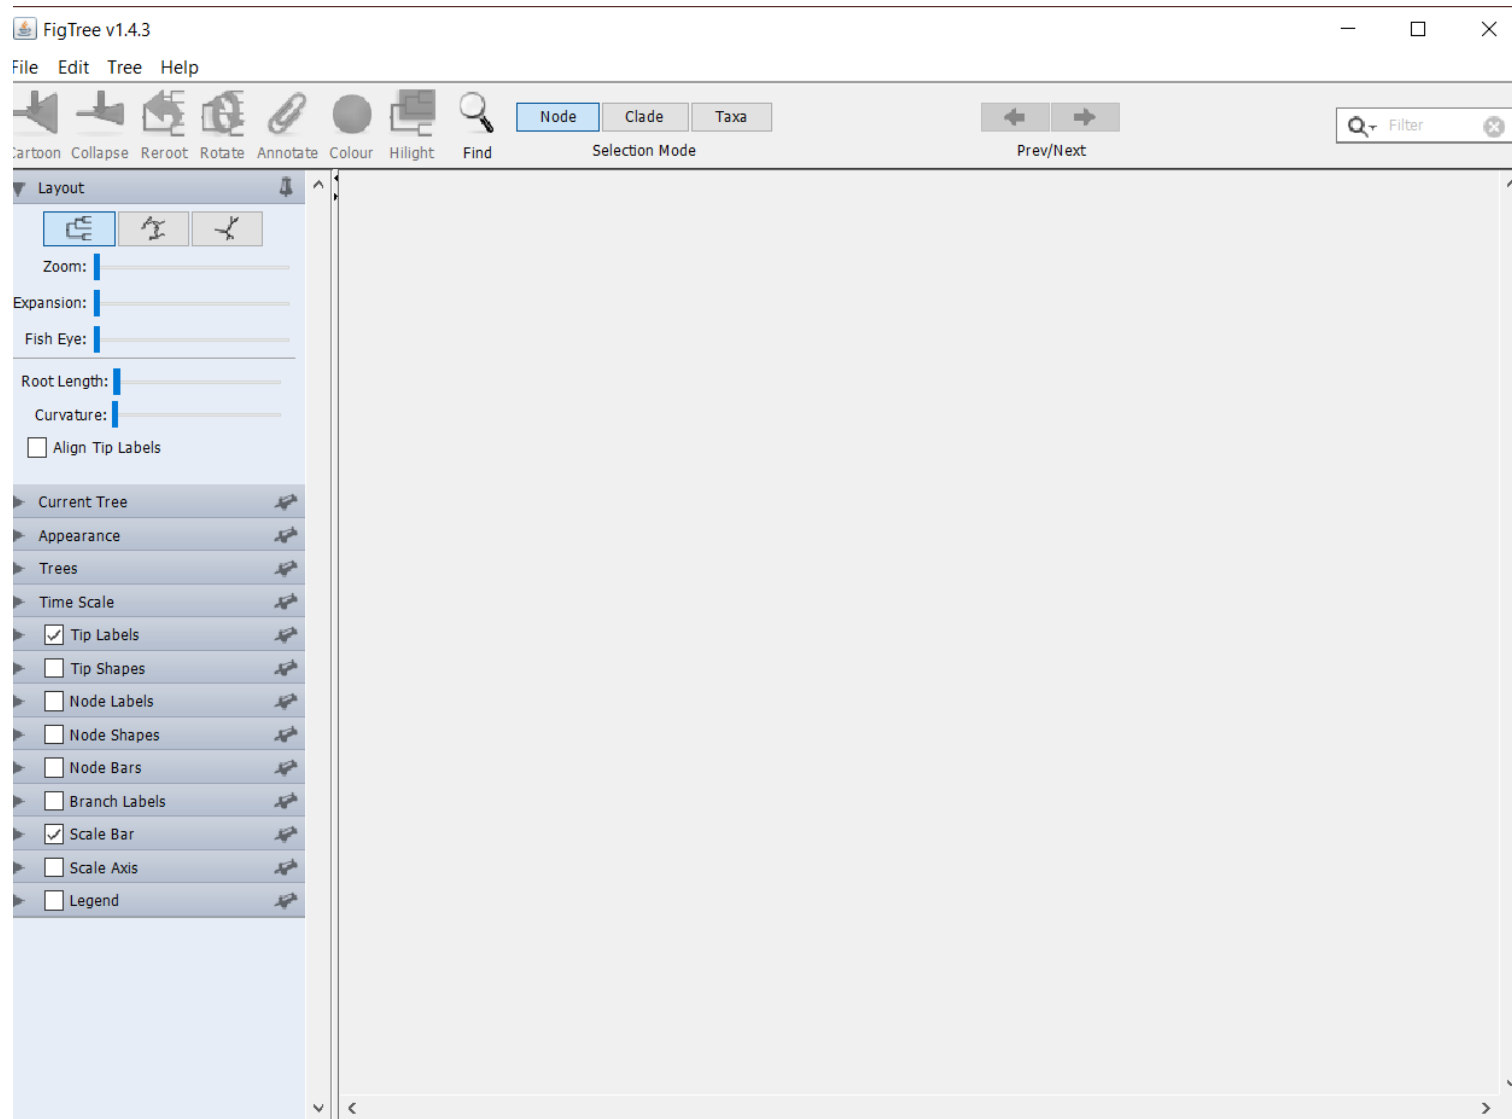 FigTree v1.4.3
File Edit Tree Help
Cartoon Collapse Reroot Rotate Annotate Colour Hilight Find
Node Clade Taxa
Selection Mode
Prev/Next
Filter
Layout
Zoom:
Expansion:
Fish Eye:
Root Length:
Curvature:
Align Tip Labels
Current Tree
Appearance
Trees
Time Scale
Tip Labels
Tip Shapes
Node Labels
Node Shapes
Node Bars
Branch Labels
Scale Bar
Scale Axis
Legend